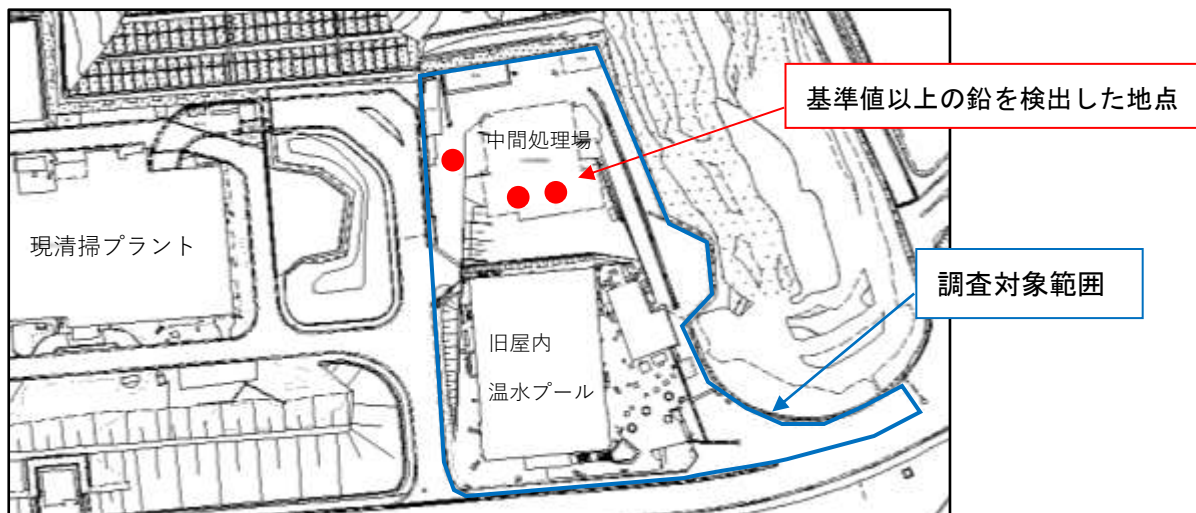 基準値以上の鉛を検出した地点
中間処理場
現清掃プラント
調査対象範囲
旧屋内
温水プール